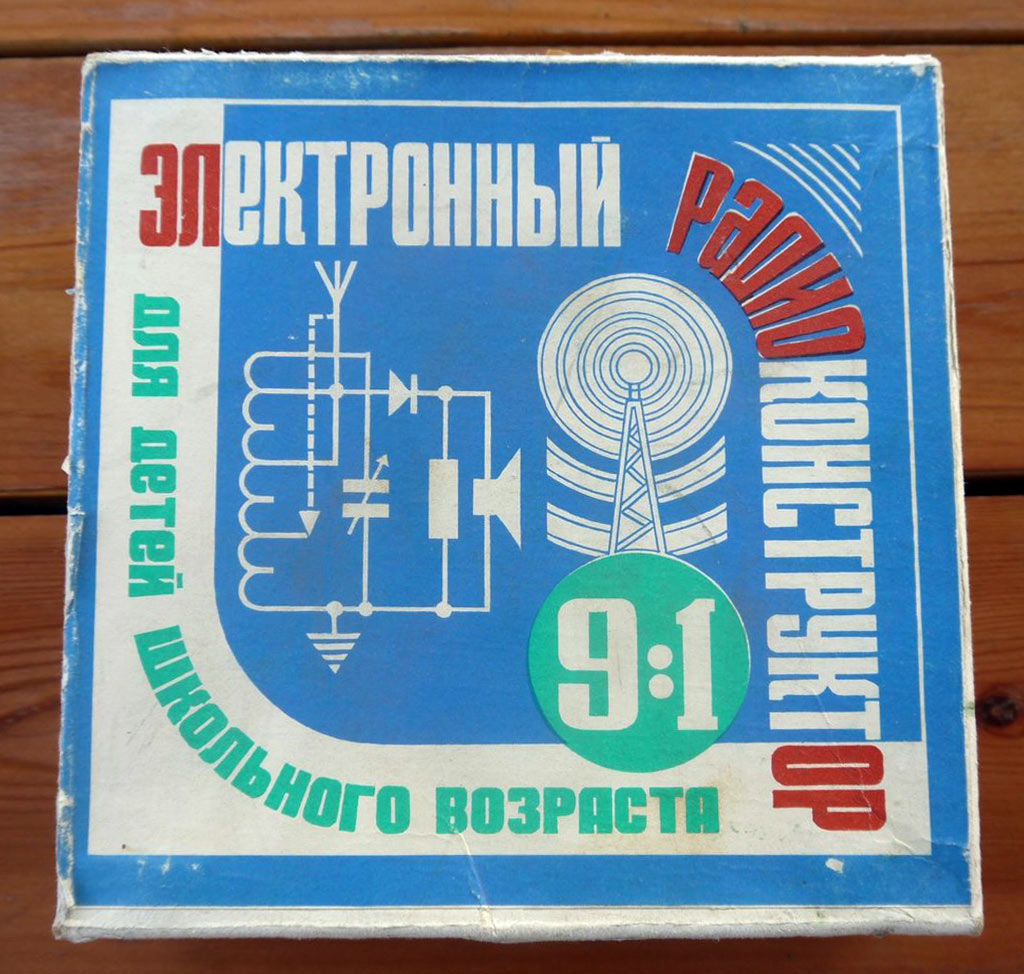 ЭЛЕКТРОННЫЙ
РАДИОКОНСТРУКТОР
9:1
ДЛЯ ДЕТЕЙ ШКОЛЬНОГО ВОЗРАСТА